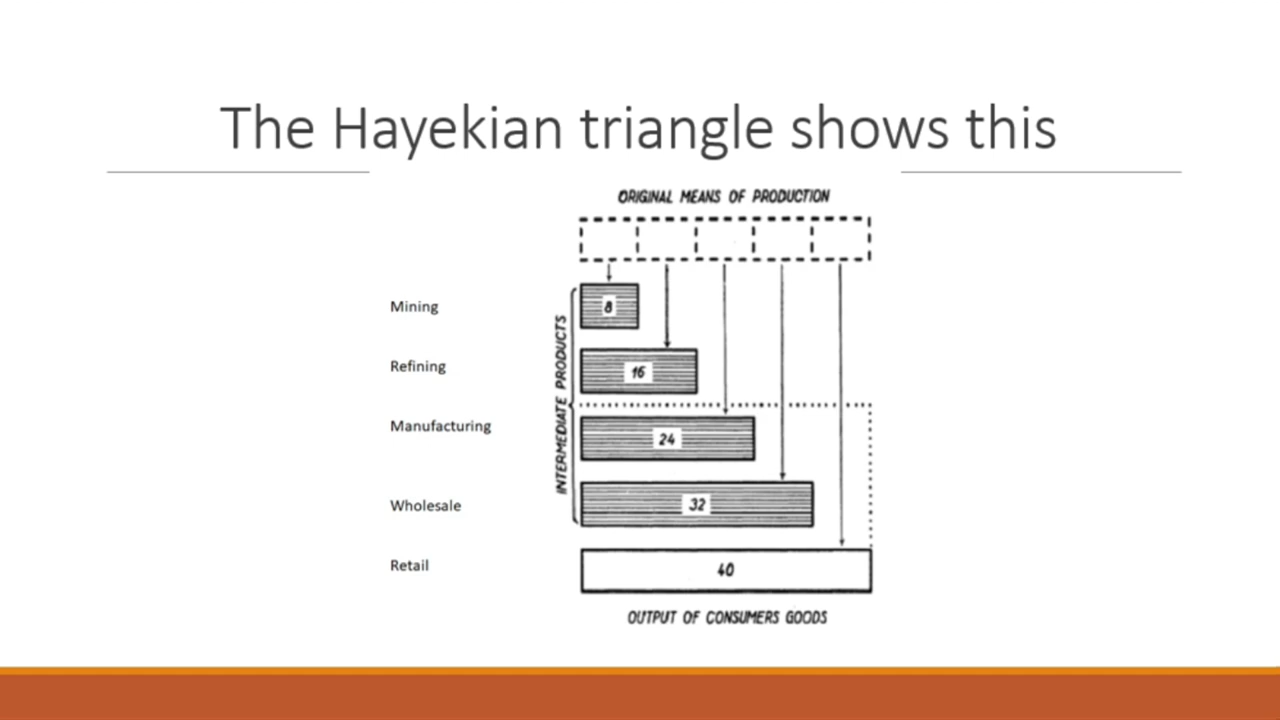 The Hayekian triangle shows this
ORIGINAL MEANS OF PRODUCTION
Mining
8
Refining
16
INTERMEDIATE PRODUCTS
Manufacturing
24
Wholesale
32
Retail
40
OUTPUT OF CONSUMERS GOODS